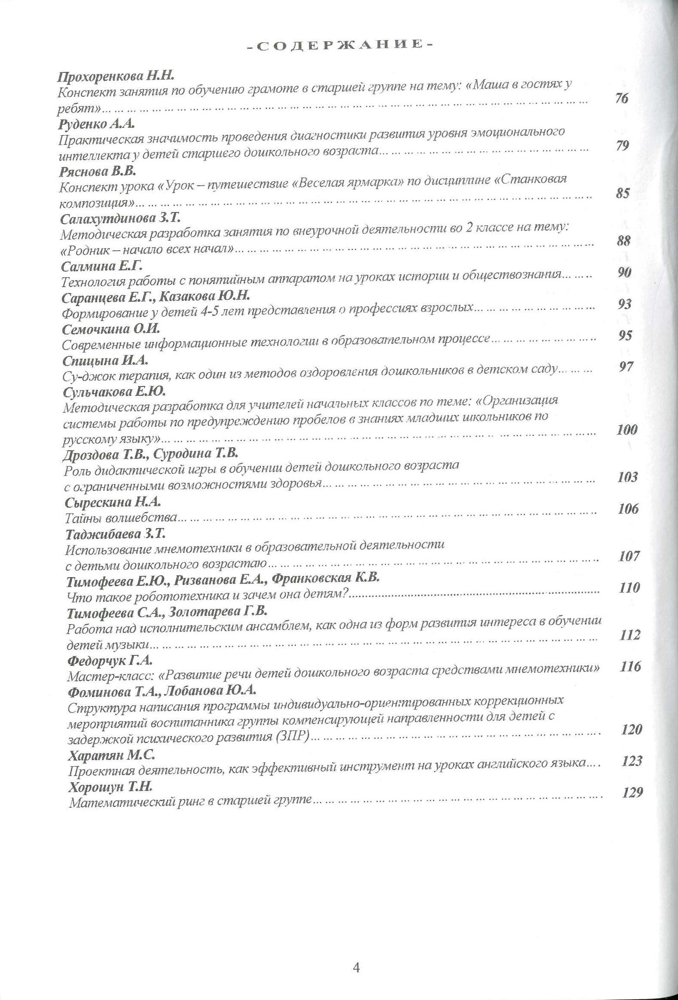 -СОДЕРЖАНИЕ-
Прохоренкова Н.Н.
Конспект занятия по обучению грамоте в старшей группе на тему: «Маша в гостях у
ребят»... 76
Руденко А.А.
Практическая значимость проведения диагностики развития уровня эмоционального
интеллекта у детей старшего дошкольного возраста... 79
Ряснова В.В.
Конспект урока «Урок – путешествие «Веселая ярмарка» по дисциплине «Станковая
композиция»... 85
Салахутдинова З.Т.
Методическая разработка занятия по внеурочной деятельности во 2 классе на тему:
«Родник – начало всех начал»... 88
Салмина Е.Г.
Технология работы с понятийным аппаратом на уроках истории и обществознания... 90
Саранцева Е.Г., Казакова Ю.Н.
Формирование у детей 4-5 лет представления о профессиях взрослых... 93
Семочкина О.И.
Современные информационные технологии в образовательном процессе... 95
Спицына И.А.
Су-джок терапия, как один из методов оздоровления дошкольников в детском саду... 97
Сульчакова Е.Ю.
Методическая разработка для учителей начальных классов по теме: «Организация
системы работы по предупреждению пробелов в знаниях младших школьников по
русскому языку»... 100
Дроздова Т.В., Суродина Т.В.
Роль дидактической игры в обучении детей дошкольного возраста
с ограниченными возможностями здоровья... 103
Сырескина Н.А.
Тайны волшебства... 106
Таджибаева З.Т.
Использование мнемотехники в образовательной деятельности
с детьми дошкольного возрастаю... 107
Тимофеева Е.Ю., Ризванова Е.А., Франковская К.В.
Что такое робототехника и зачем она детям?... 110
Тимофеева С.А., Золотарева Г.В.
Работа над исполнительским ансамблем, как одна из форм развития интереса в обучении
детей музыки... 112
Федорчук Г.А.
Мастер-класс: «Развитие речи детей дошкольного возраста средствами мнемотехники» 116
Фоминова Т.А., Лобанова Ю.А.
Структура написания программы индивидуально-ориентированных коррекционных
мероприятий воспитанника группы компенсирующей направленности для детей с
задержкой психического развития (ЗПР)... 120
Харатян М.С.
Проектная деятельность, как эффективный инструмент на уроках английского языка.... 123
Хорошун Т.Н.
Математический ринг в старшей группе... 129
4